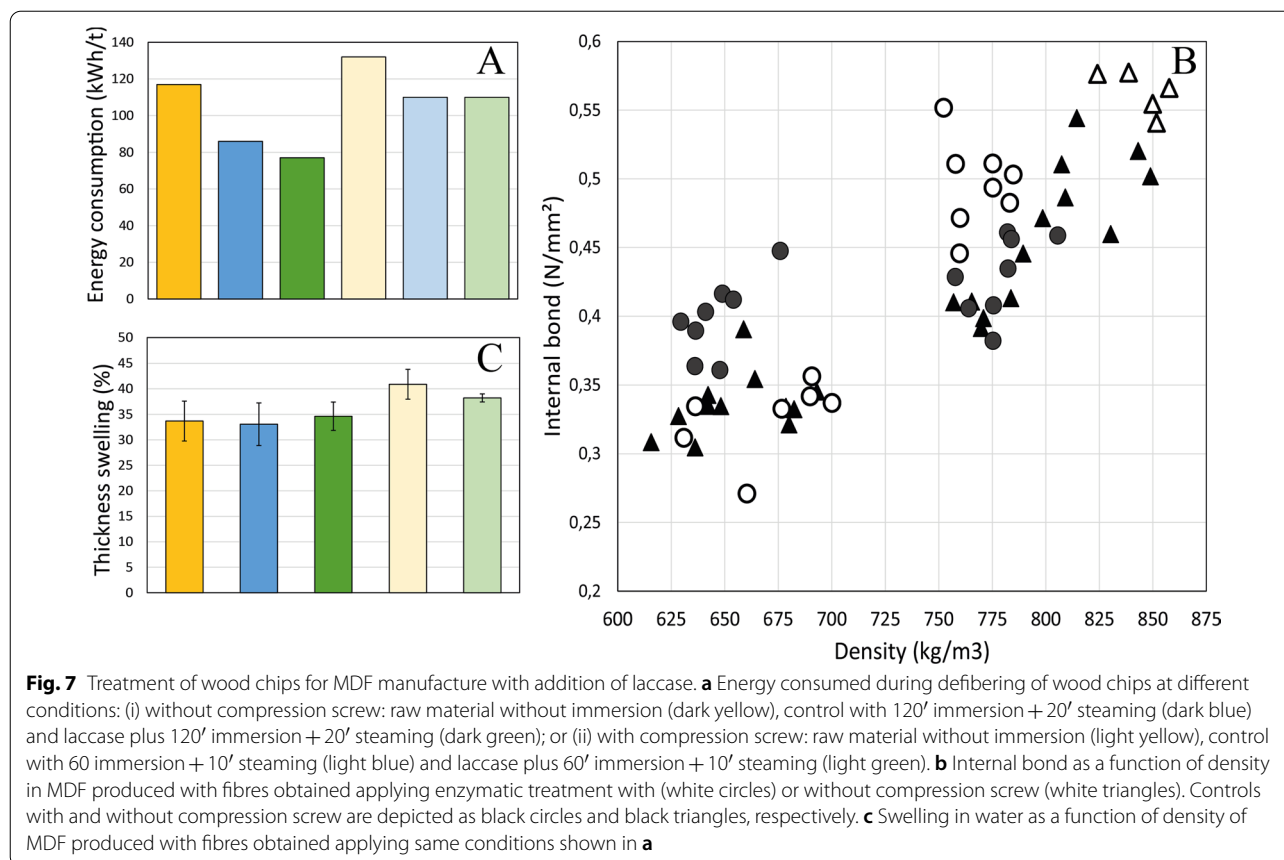 A
Energy consumption (kWh/t)
140
120
100
80
60
40
20
0
C
Thickness swelling (%)
50
45
40
35
30
25
20
15
10
5
0
B
Internal bond (N/mm²)
0,6
0,55
0,5
0,45
0,4
0,35
0,3
0,25
0,2
600 625 650 675 700 725 750 775 800 825 850 875
Density (kg/m3)
Fig. 7 Treatment of wood chips for MDF manufacture with addition of laccase. a Energy consumed during defibering of wood chips at different
conditions: (i) without compression screw: raw material without immersion (dark yellow), control with 120′ immersion + 20′ steaming (dark blue)
and laccase plus 120′ immersion + 20′ steaming (dark green); or (ii) with compression screw: raw material without immersion (light yellow), control
with 60 immersion + 10′ steaming (light blue) and laccase plus 60′ immersion + 10′ steaming (light green). b Internal bond as a function of density
in MDF produced with fibres obtained applying enzymatic treatment with (white circles) or without compression screw (white triangles). Controls
with and without compression screw are depicted as black circles and black triangles, respectively. c Swelling in water as a function of density of
MDF produced with fibres obtained applying same conditions shown in a